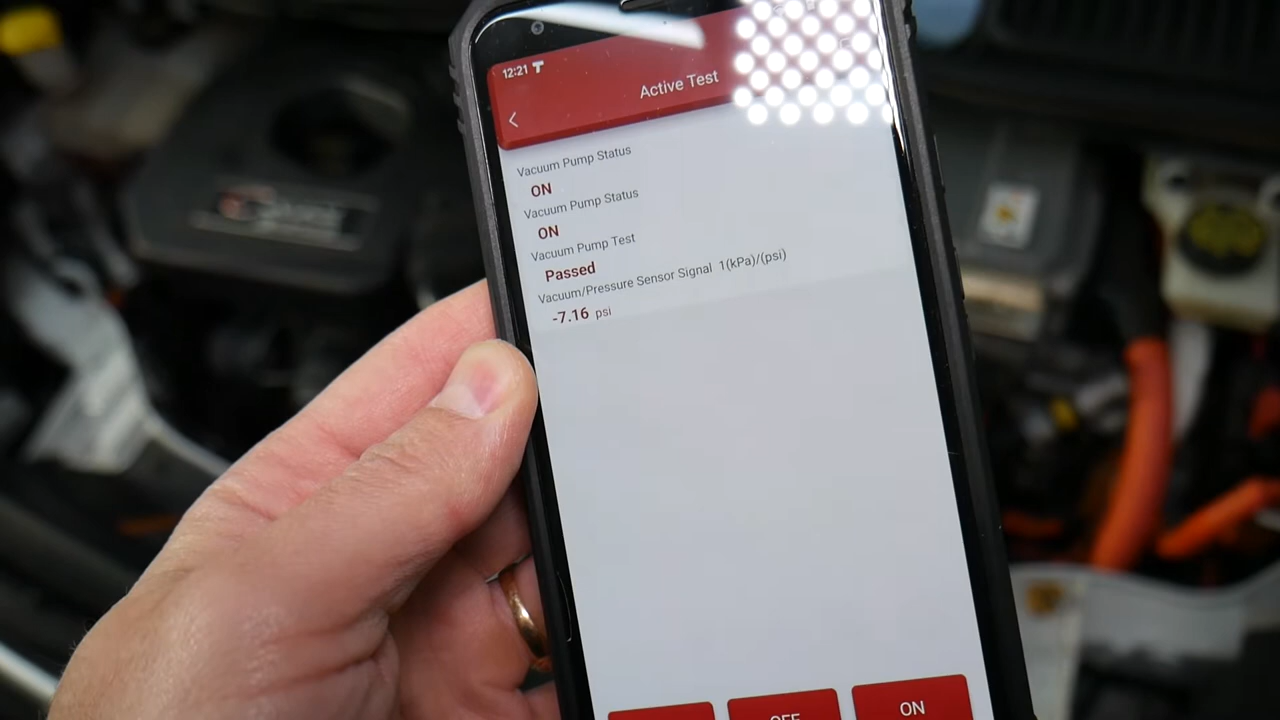 12:21
Active Test
Vacuum Pump Status
ON
Vacuum Pump Status
ON
Vacuum Pump Test
Passed
Vacuum/Pressure Sensor Signal 1(kPa)/(psi)
-7.16 psi
OFF
ON